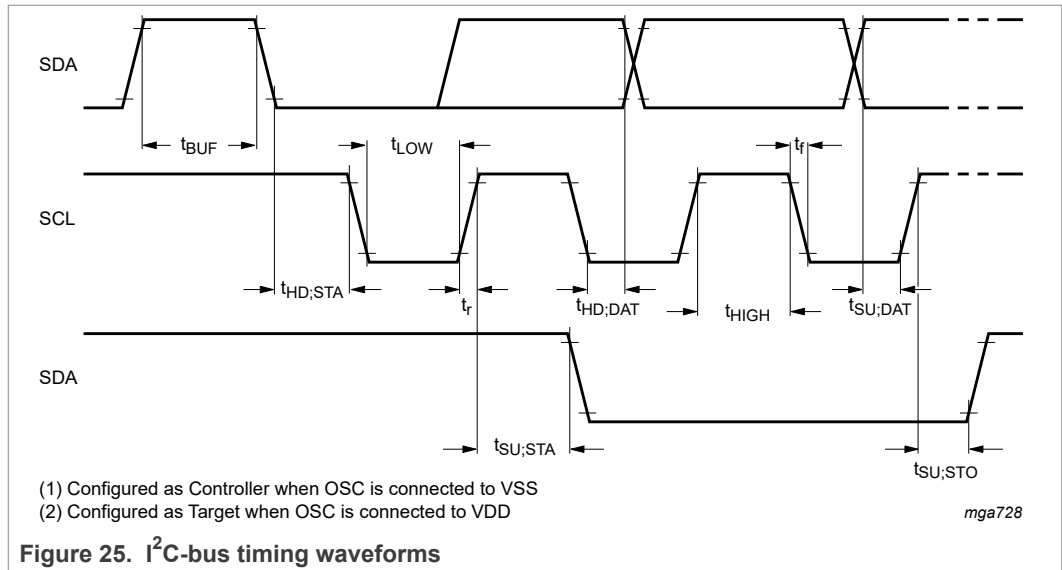 SDA
tBUF
tLOW
tf
SCL
tHD;STA
tr
tHD;DAT
tHIGH
tSU;DAT
SDA
tSU;STA
tSU;STO
(1) Configured as Controller when OSC is connected to VSS
(2) Configured as Target when OSC is connected to VDD
mga728
Figure 25. I²C-bus timing waveforms